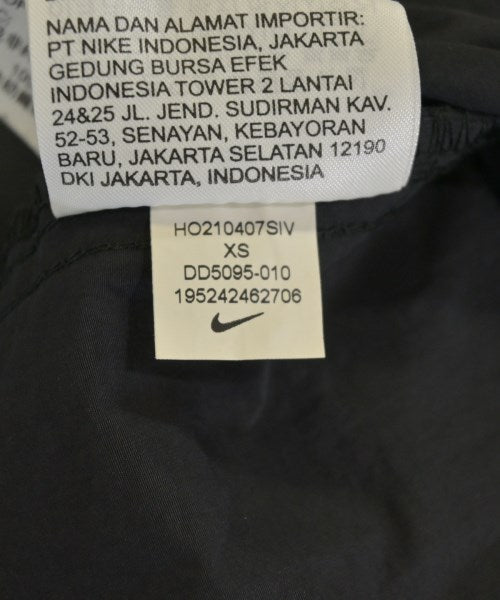 NAMA DAN ALAMAT IMPORTIR:
PT NIKE INDONESIA, JAKARTA
GEDUNG BURSA EFEK
INDONESIA TOWER 2 LANTAI
24&25 JL. JEND. SUDIRMAN KAV.
52-53, SENAYAN, KEBAYORAN
BARU, JAKARTA SELATAN 12190
DKI JAKARTA, INDONESIA
HO210407SIV
XS
DD5095-010
195242462706